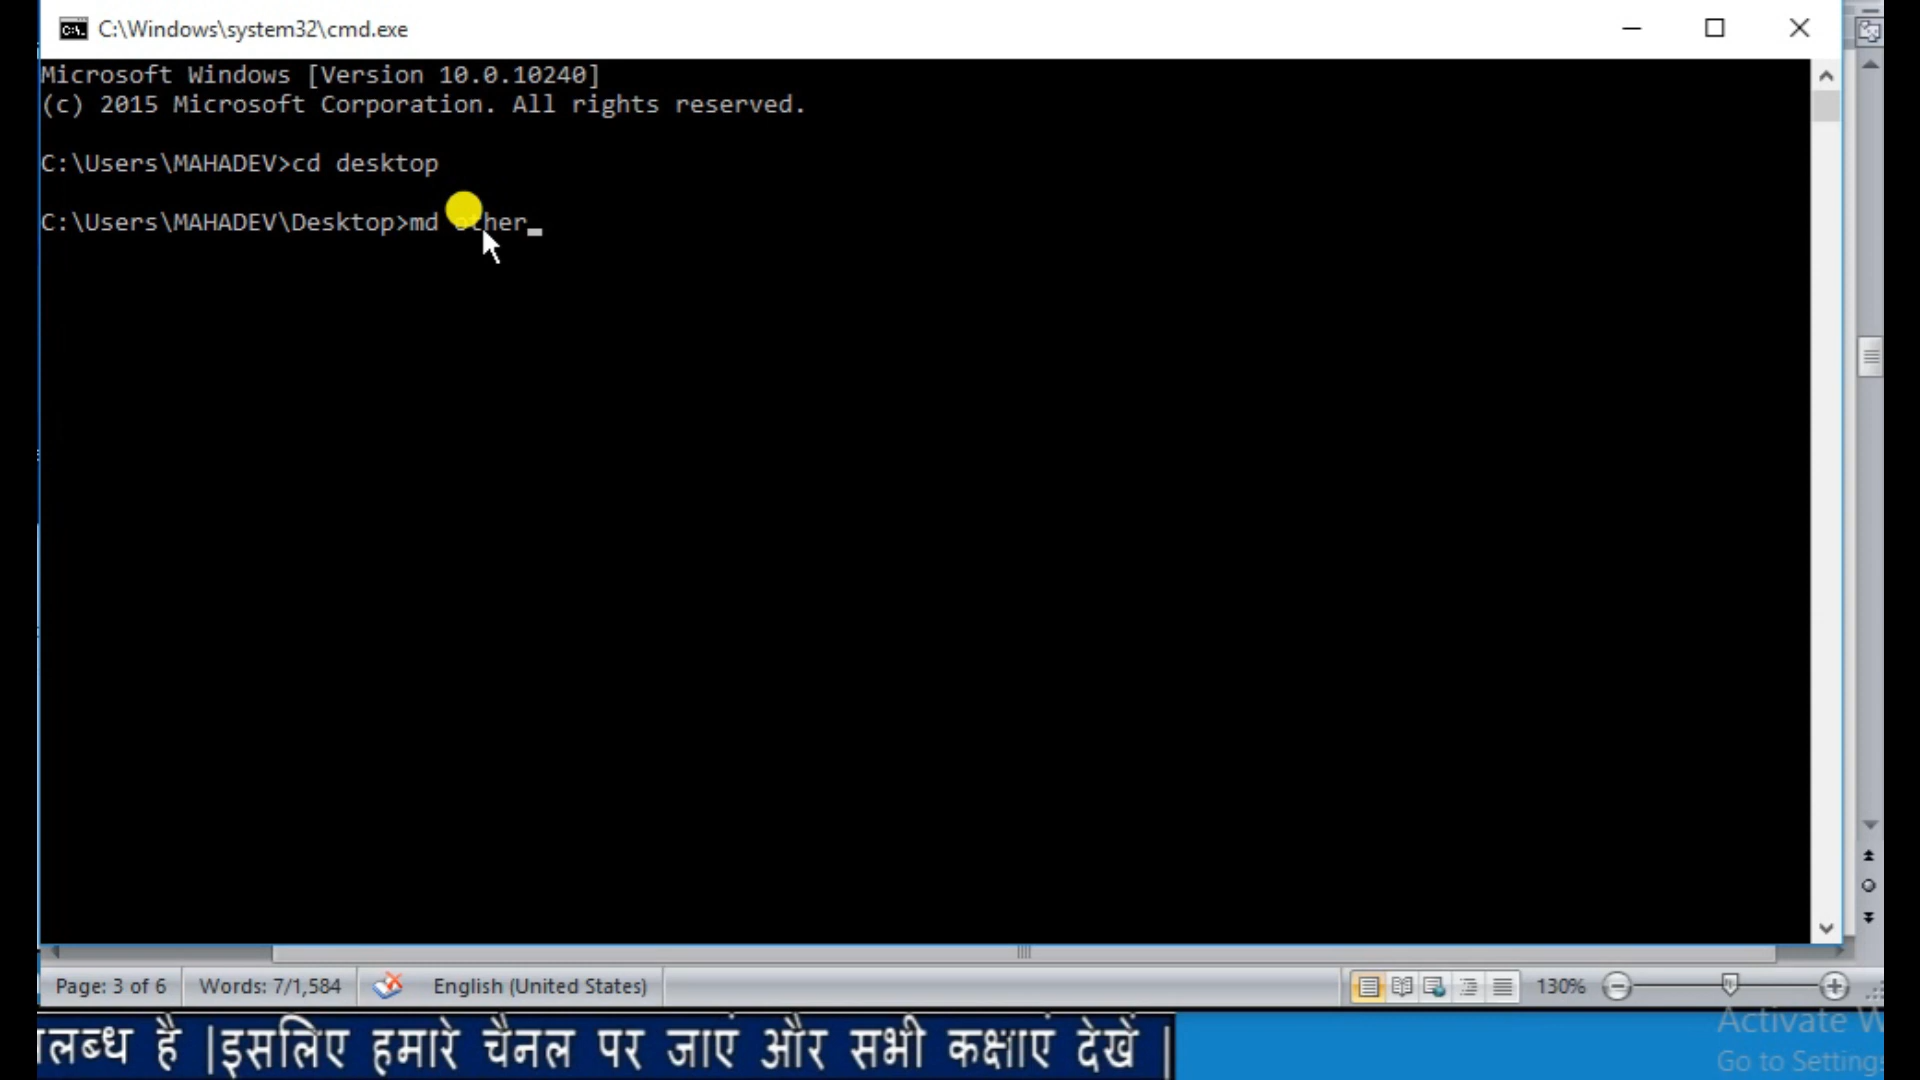 C:\Windows\system32\cmd.exe
Microsoft Windows [Version 10.0.10240]
(c) 2015 Microsoft Corporation. All rights reserved.
C:\Users\MAHADEV>cd desktop
C:\Users\MAHADEV\Desktop>md other
Page: 3 of 6 Words: 7/1,584 English (United States) 130%
है |इसलिए हमारे चैनल पर जाएं और सभी कक्षाएं देखें |
Activate
Go to Settings